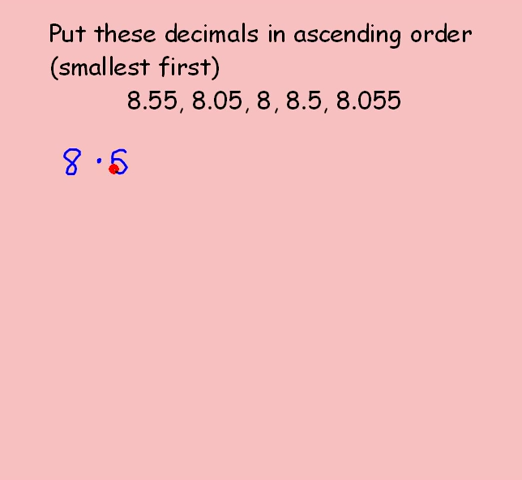 Put these decimals in ascending order
(smallest first)
8.55, 8.05, 8, 8.5, 8.055
8 · 5